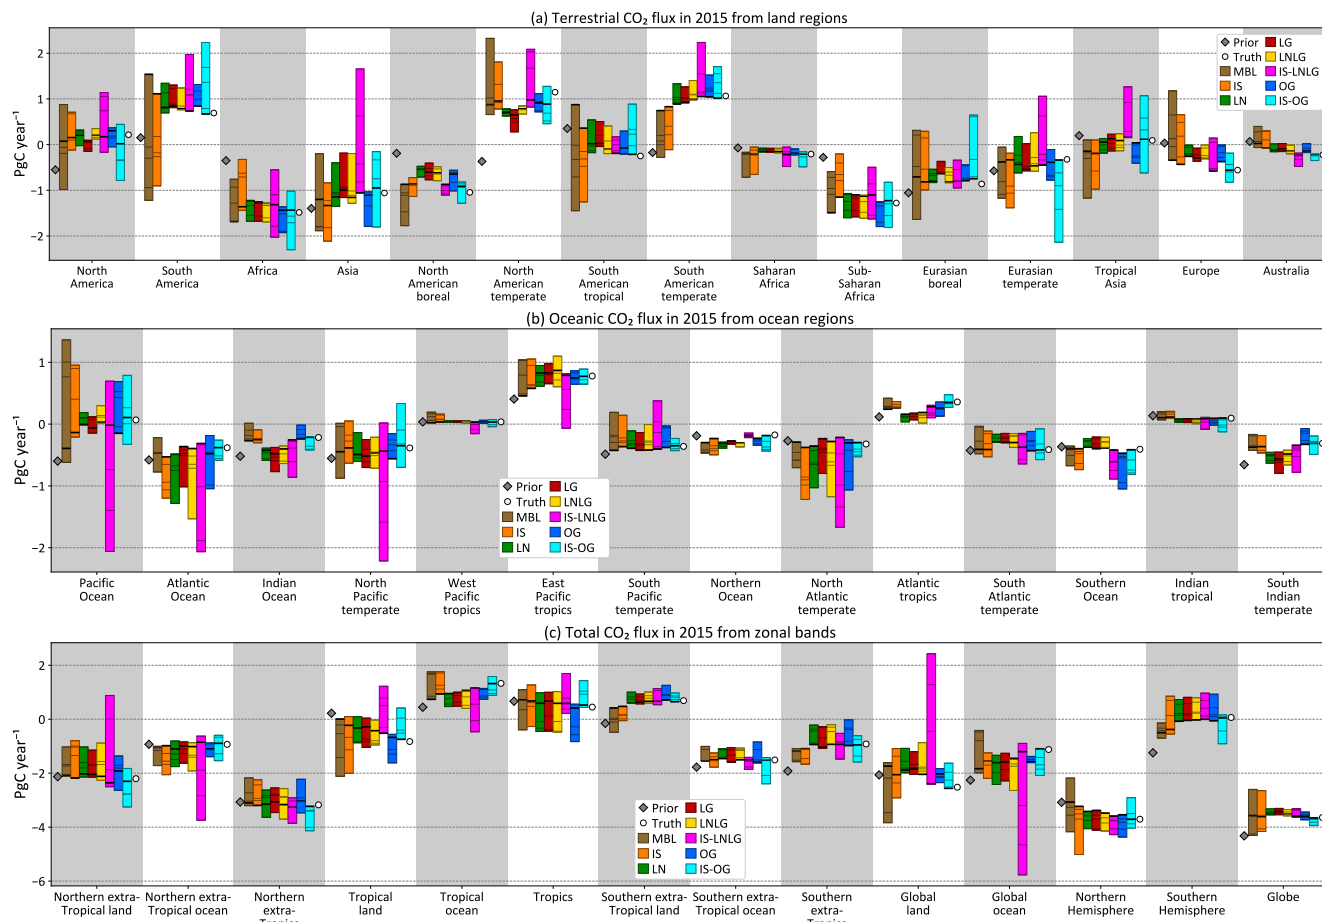 (a) Terrestrial CO₂ flux in 2015 from land regions
PgC year⁻¹
2
1
0
−1
−2
Prior
Truth
MBL
IS
LN
LG
LNLG
IS-LNLG
OG
IS-OG
North
America
South
America
Africa
Asia
North
American
boreal
North
American
temperate
South
American
tropical
South
American
temperate
Saharan
Africa
Sub-
Saharan
Africa
Eurasian
boreal
Eurasian
temperate
Tropical
Asia
Europe
Australia
(b) Oceanic CO₂ flux in 2015 from ocean regions
PgC year⁻¹
1
0
−1
−2
Prior
Truth
MBL
IS
LN
LG
LNLG
IS-LNLG
OG
IS-OG
Pacific
Ocean
Atlantic
Ocean
Indian
Ocean
North
Pacific
temperate
West
Pacific
tropics
East
Pacific
tropics
South
Pacific
temperate
Northern
Ocean
North
Atlantic
temperate
Atlantic
tropics
South
Atlantic
temperate
Southern
Ocean
Indian
tropical
South
Indian
temperate
(c) Total CO₂ flux in 2015 from zonal bands
PgC year⁻¹
2
0
−2
−4
−6
Prior
Truth
MBL
IS
LN
LG
LNLG
IS-LNLG
OG
IS-OG
Northern extra-
Tropical land
Northern extra-
Tropical ocean
Northern
extra-
Tropics
Tropical
land
Tropical
ocean
Tropics
Southern extra-
Tropical land
Southern extra-
Tropical ocean
Southern
extra-
Tropics
Global
land
Global
ocean
Northern
Hemisphere
Southern
Hemisphere
Globe